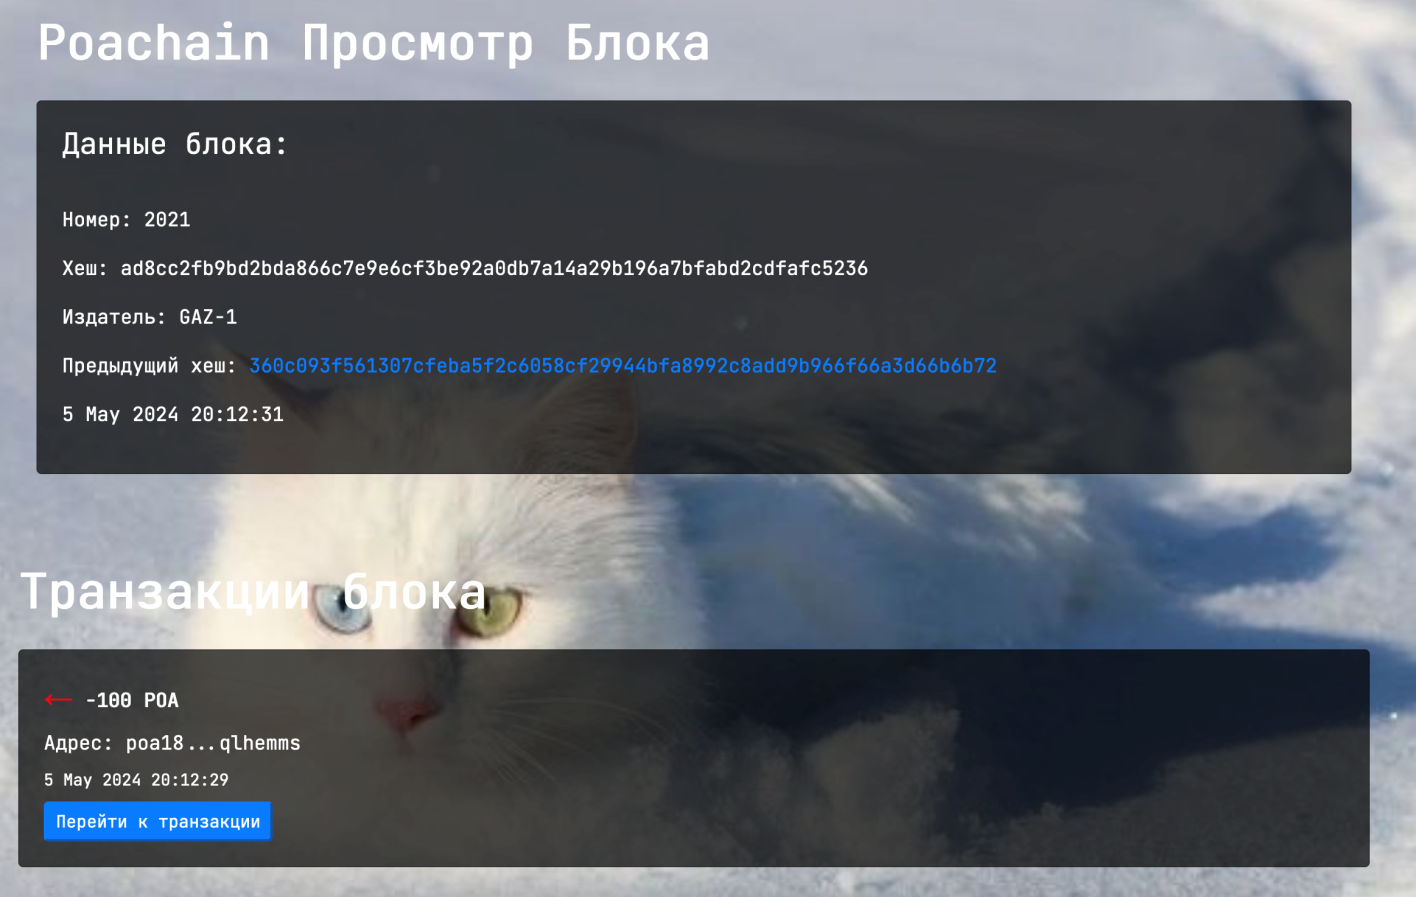 Poachain Просмотр Блока
Данные блока:
Номер: 2021
Хеш: ad8cc2fb9bd2bda866c7e9e6cf3be92a0db7a14a29b196a7bfabd2cdfafc5236
Издатель: GAZ-1
Предыдущий хеш: 360c093f561307cfeba5f2c6058cf29944bfa8992c8add9b966f66a3d66b6b72
5 May 2024 20:12:31
Транзакции блока
← -100 POA
Адрес: poa18...qlhemms
5 May 2024 20:12:29
Перейти к транзакции